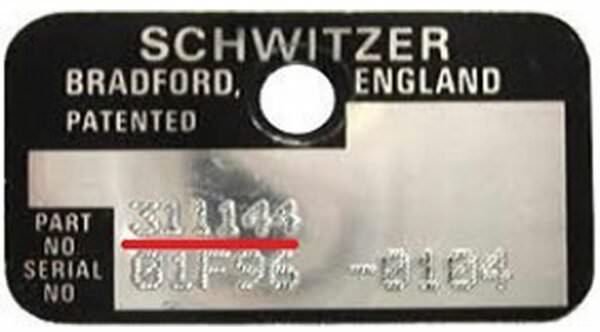 SCHWITZER
BRADFORD, ENGLAND
PATENTED
PART NO 311144
SERIAL NO 01F96 -0104